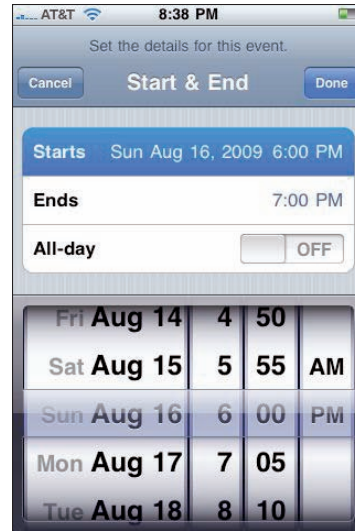 AT&T 8:38 PM
Set the details for this event.
Cancel Start & End Done
Starts Sun Aug 16, 2009 6:00 PM
Ends 7:00 PM
All-day OFF
Fri Aug 14 4 50
Sat Aug 15 5 55 AM
Sun Aug 16 6 00 PM
Mon Aug 17 7 05
Tue Aug 18 8 10